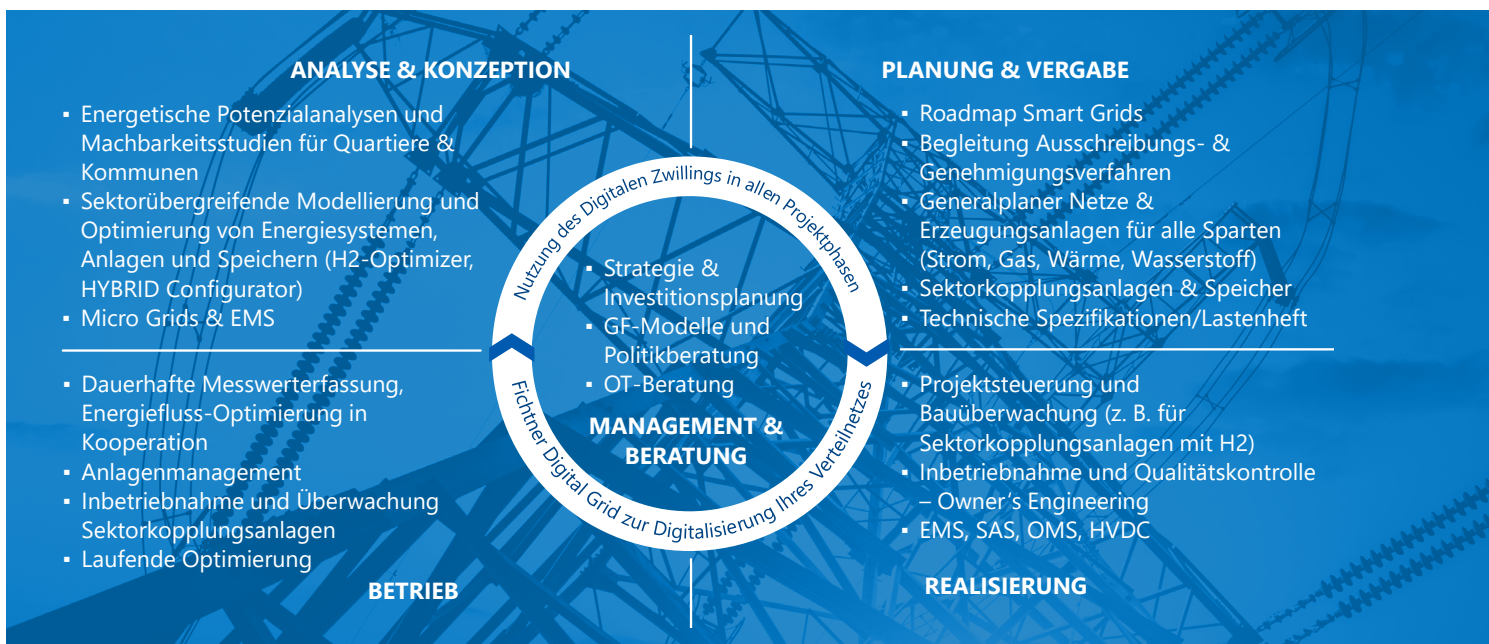 ANALYSE & KONZEPTION
▪ Energetische Potenzialanalysen und
Machbarkeitsstudien für Quartiere &
Kommunen
▪ Sektorübergreifende Modellierung und
Optimierung von Energiesystemen,
Anlagen und Speichern (H2-Optimizer,
HYBRID Configurator)
▪ Micro Grids & EMS
PLANUNG & VERGABE
▪ Roadmap Smart Grids
▪ Begleitung Ausschreibungs- &
Genehmigungsverfahren
▪ Generalplaner Netze &
Erzeugungsanlagen für alle Sparten
(Strom, Gas, Wärme, Wasserstoff)
▪ Sektorkopplungsanlagen & Speicher
▪ Technische Spezifikationen/Lastenheft
Nutzung des Digitalen Zwillings in allen Projektphasen
▪ Strategie &
Investitionsplanung
▪ GF-Modelle und
Politikberatung
▪ OT-Beratung
MANAGEMENT &
BERATUNG
Fichtner Digital Grid zur Digitalisierung Ihres Verteilnetzes
▪ Dauerhafte Messwerterfassung,
Energiefluss-Optimierung in
Kooperation
▪ Anlagenmanagement
▪ Inbetriebnahme und Überwachung
Sektorkopplungsanlagen
▪ Laufende Optimierung
BETRIEB
▪ Projektsteuerung und
Bauüberwachung (z. B. für
Sektorkopplungsanlagen mit H2)
▪ Inbetriebnahme und Qualitätskontrolle
– Owner’s Engineering
▪ EMS, SAS, OMS, HVDC
REALISIERUNG